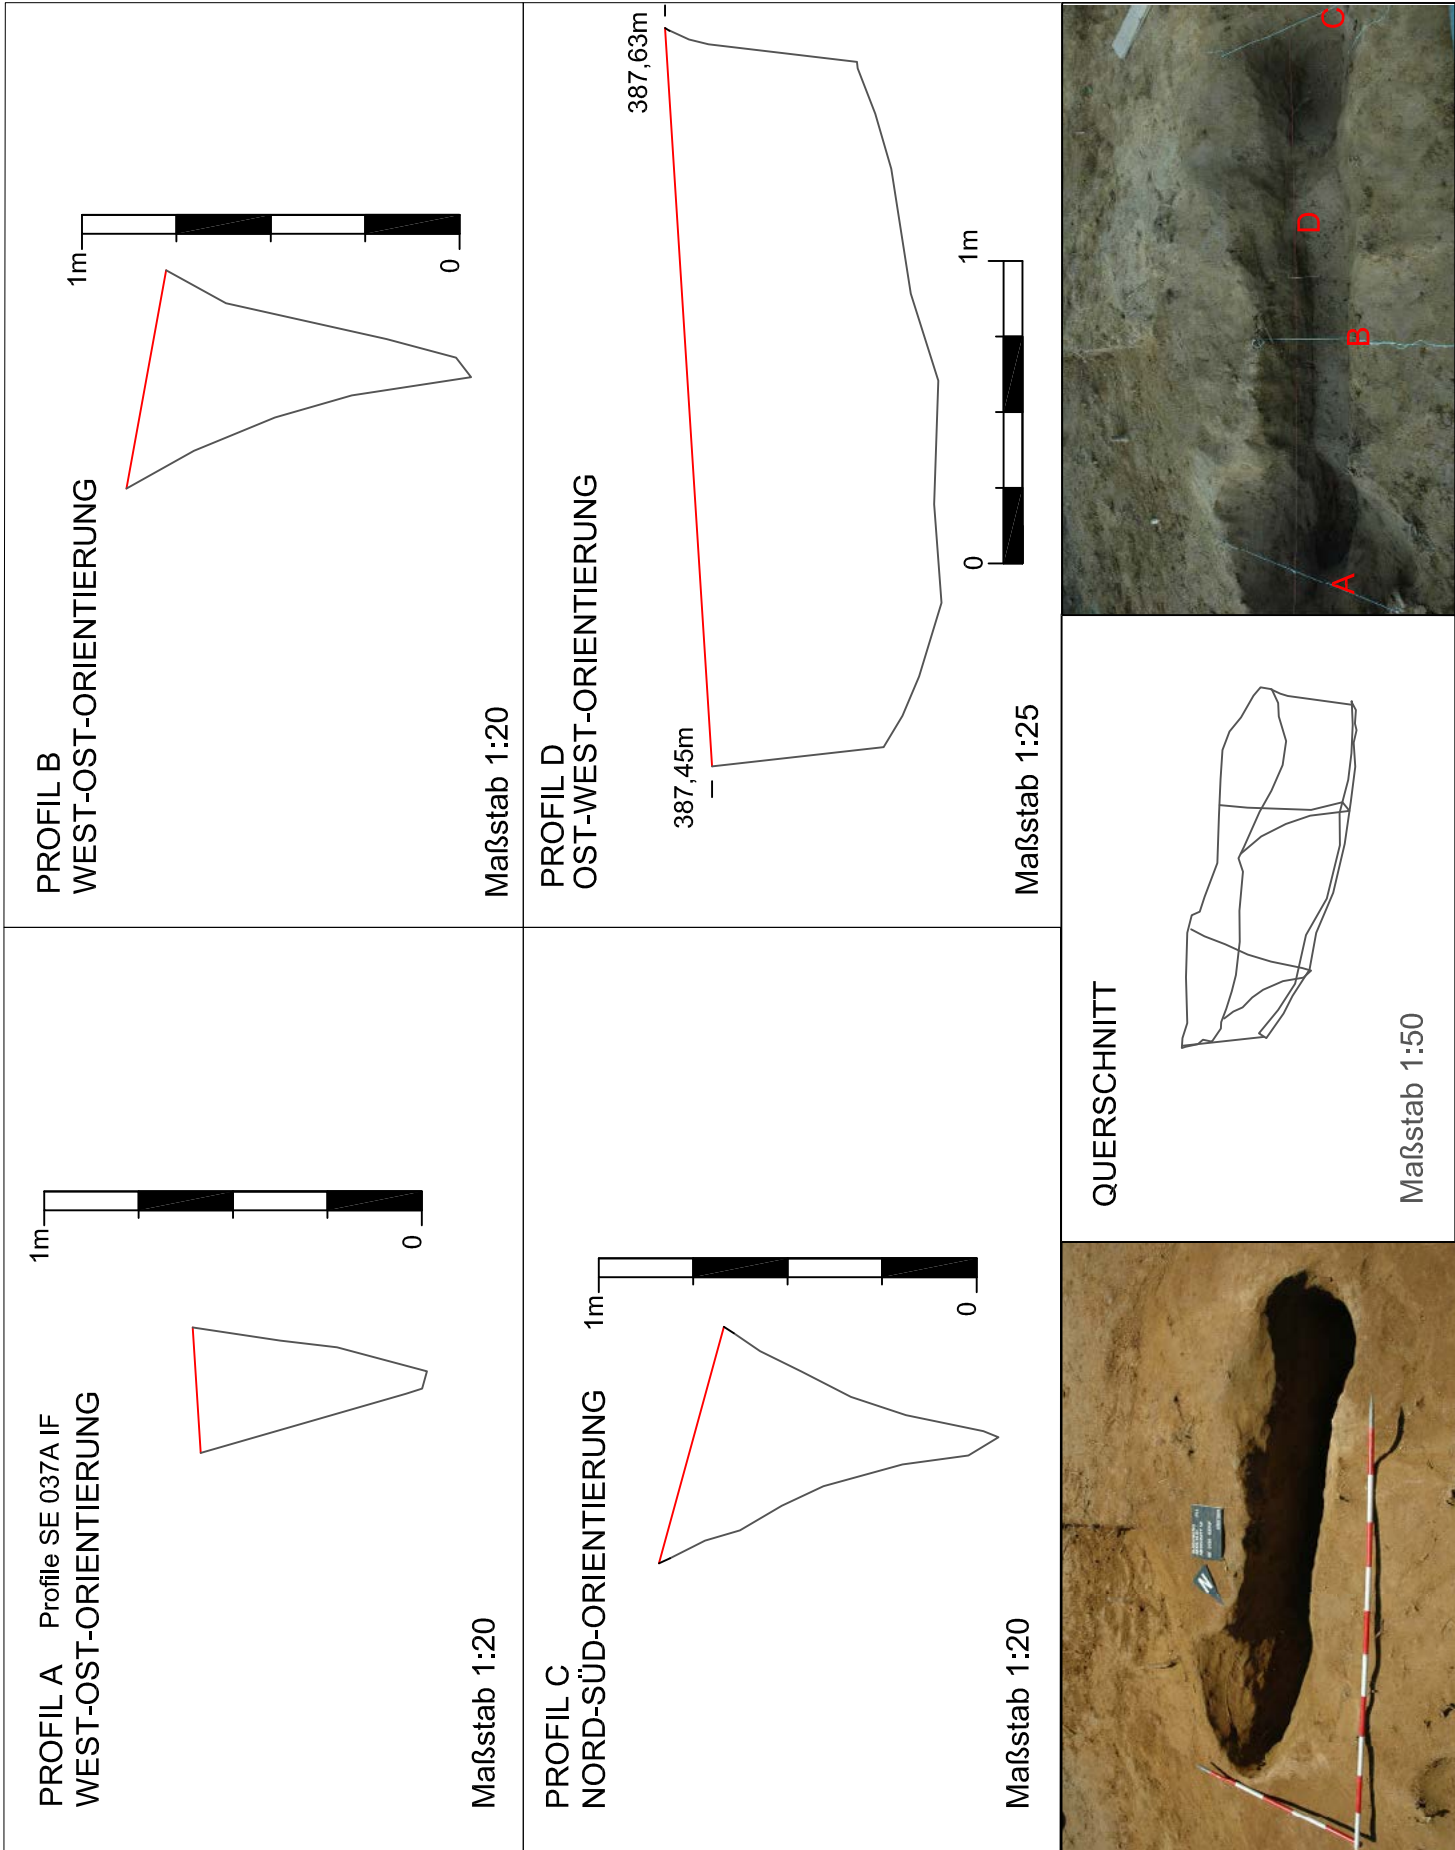 PROFIL A Profile SE 037A IF
WEST-OST-ORIENTIERUNG
1m
0
Maßstab 1:20
PROFIL B
WEST-OST-ORIENTIERUNG
1m
0
Maßstab 1:20
PROFIL C
NORD-SÜD-ORIENTIERUNG
1m
0
Maßstab 1:20
PROFIL D
OST-WEST-ORIENTIERUNG
387,45m
387,63m
0
1m
Maßstab 1:25
N
QUERSCHNITT
Maßstab 1:50
A
B
D
C